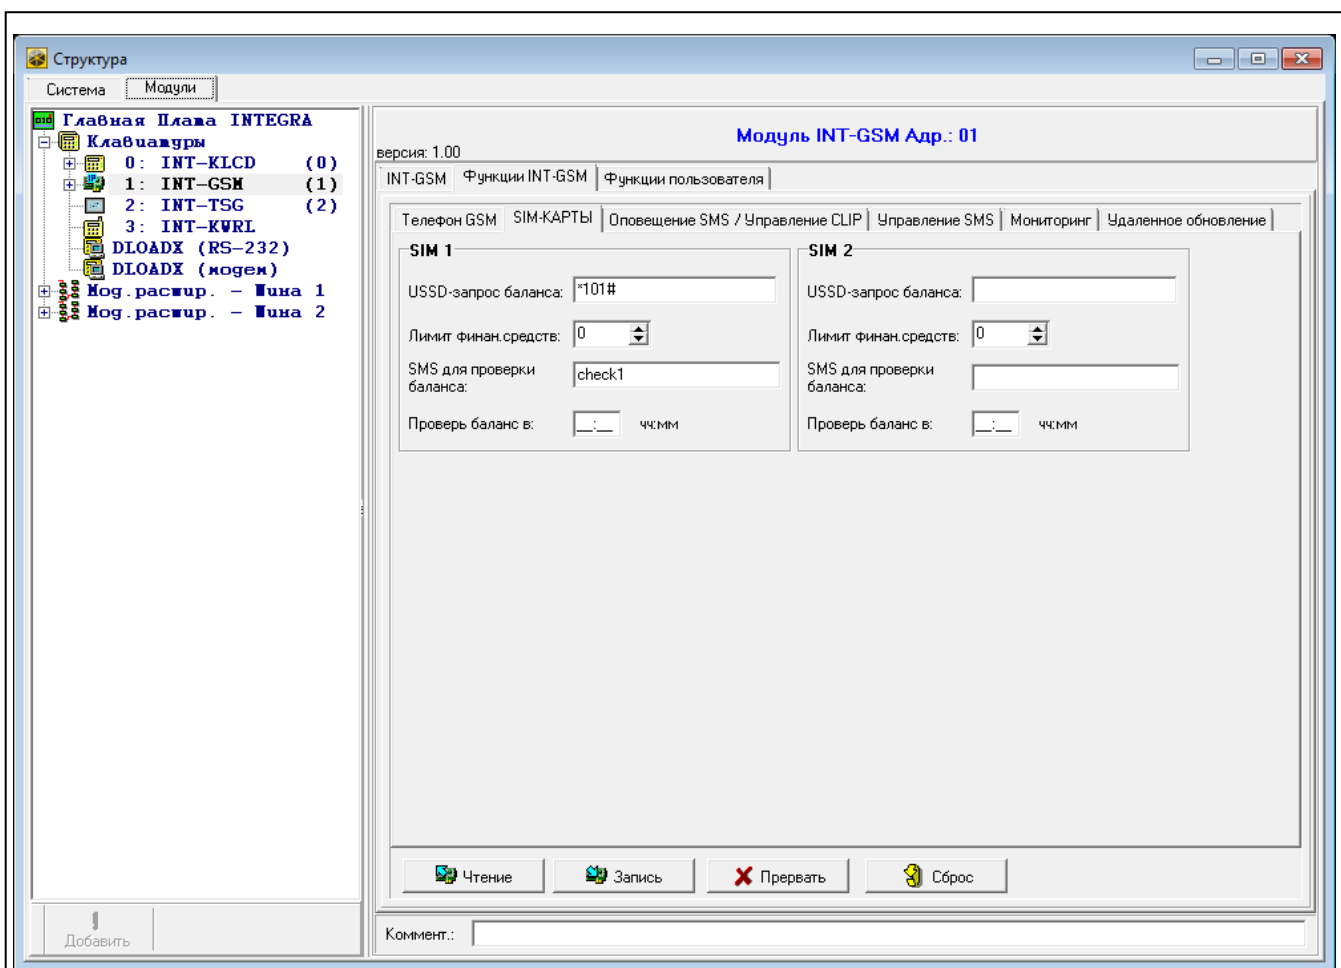 Структура
Система Модули
Главная Плата INTEGRA
Клавиатуры
0: INT-KLCD (0)
1: INT-GSM (1)
2: INT-TSG (2)
3: INT-KWRL
DLOADX (RS-232)
DLOADX (модем)
Мод.расшир. - Шина 1
Мод.расшир. - Шина 2
Добавить
Модуль INT-GSM Адр.: 01
версия: 1.00
INT-GSM Функции INT-GSM Функции пользователя
Телефон GSM SIM-КАРТЫ Оповещение SMS / Управление CLIP Управление SMS Мониторинг Удаленное обновление
SIM 1
USSD-запрос баланса: *101#
Лимит финан.средств: 0
SMS для проверки
баланса: check1
Проверь баланс в: __:__ чч:мм
SIM 2
USSD-запрос баланса:
Лимит финан.средств: 0
SMS для проверки
баланса:
Проверь баланс в: __:__ чч:мм
Чтение Запись Прервать Сброс
Коммент.: